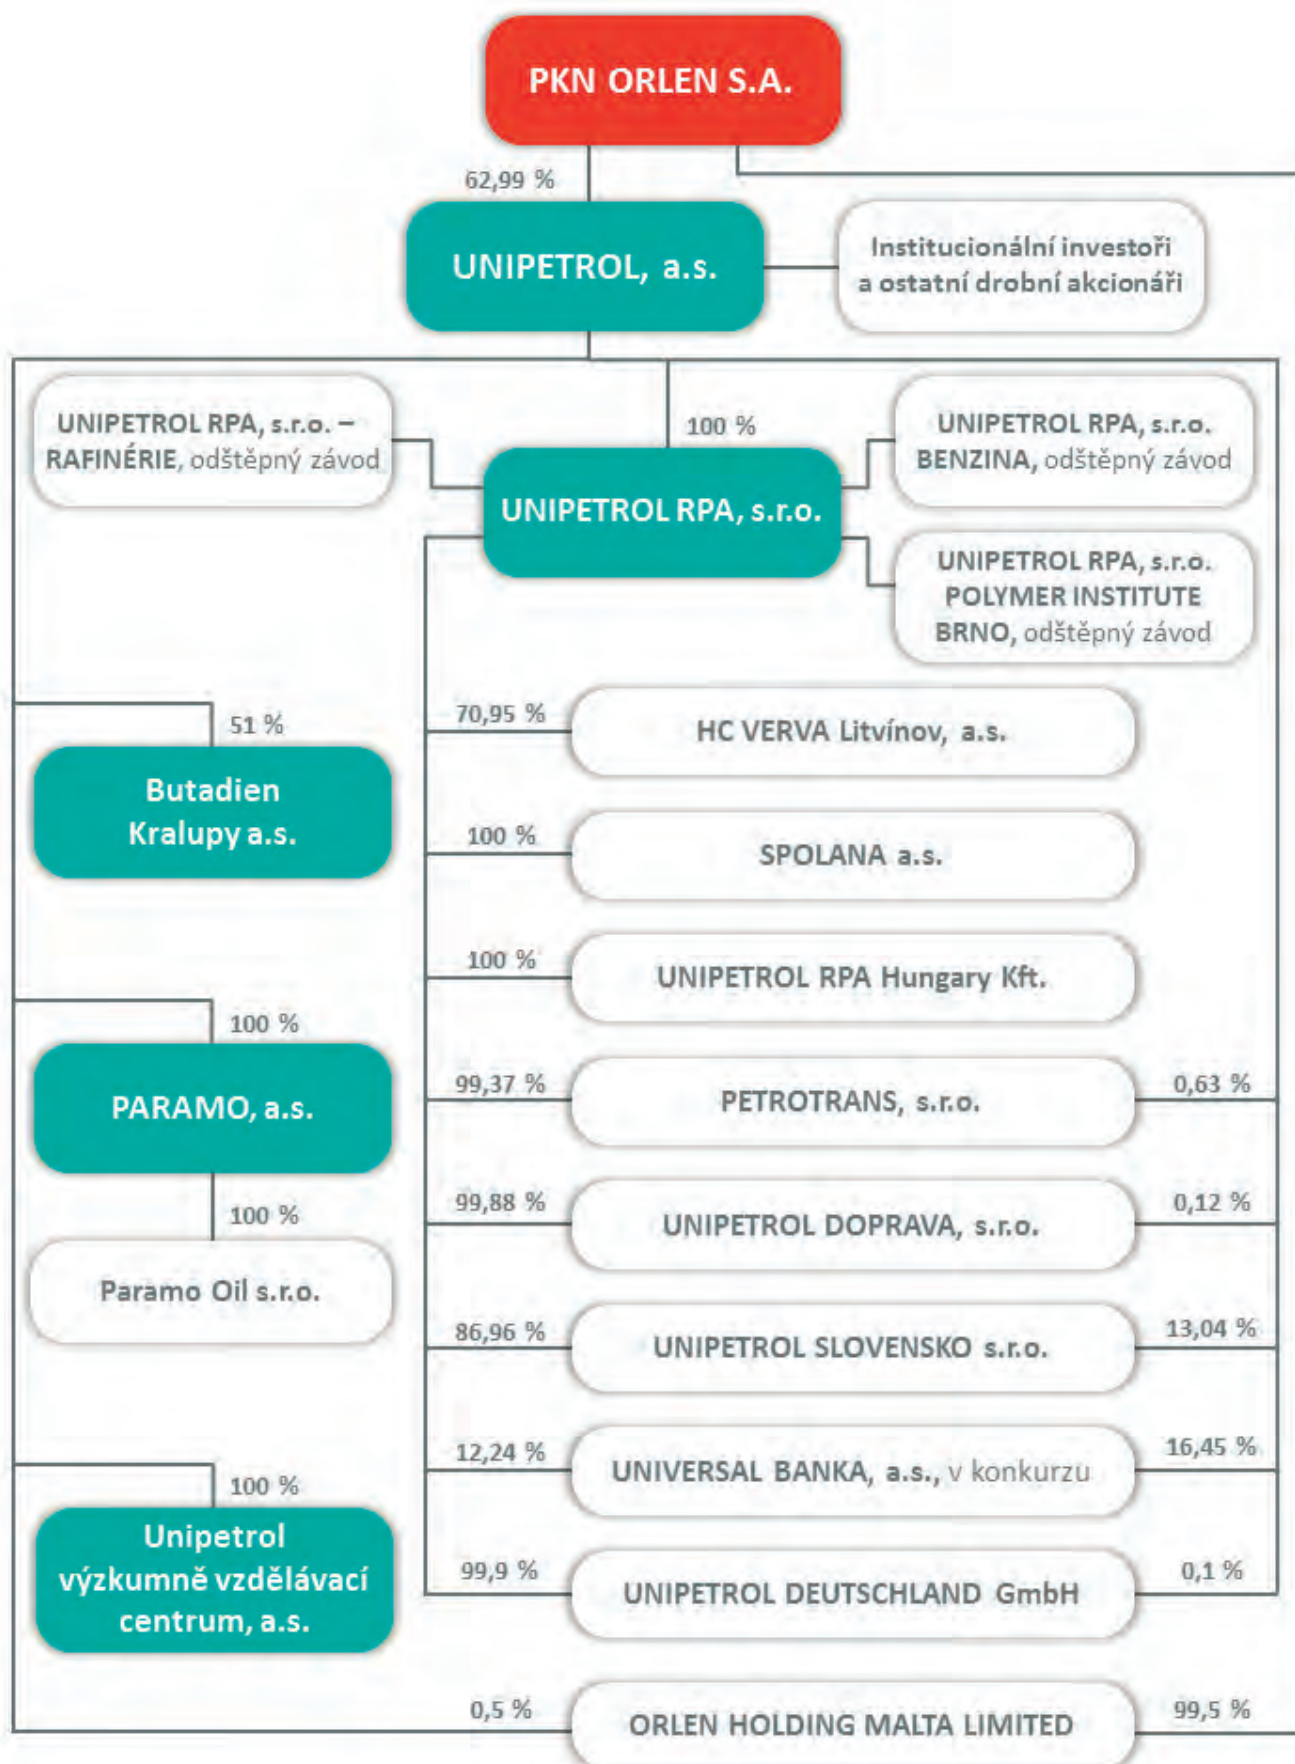 PKN ORLEN S.A.
62,99 %
UNIPETROL, a.s.
Institucionální investoři
a ostatní drobní akcionáři
UNIPETROL RPA, s.r.o. –
RAFINÉRIE, odštěpný závod
100 %
UNIPETROL RPA, s.r.o.
BENZINA, odštěpný závod
UNIPETROL RPA, s.r.o.
UNIPETROL RPA, s.r.o.
POLYMER INSTITUTE
BRNO, odštěpný závod
51 %
Butadien
Kralupy a.s.
70,95 %
HC VERVA Litvínov, a.s.
100 %
SPOLANA a.s.
100 %
UNIPETROL RPA Hungary Kft.
100 %
PARAMO, a.s.
99,37 %
PETROTRANS, s.r.o.
0,63 %
100 %
Paramo Oil s.r.o.
99,88 %
UNIPETROL DOPRAVA, s.r.o.
0,12 %
86,96 %
UNIPETROL SLOVENSKO s.r.o.
13,04 %
12,24 %
UNIVERSAL BANKA, a.s., v konkurzu
16,45 %
100 %
Unipetrol
výzkumně vzdělávací
centrum, a.s.
99,9 %
UNIPETROL DEUTSCHLAND GmbH
0,1 %
0,5 %
ORLEN HOLDING MALTA LIMITED
99,5 %